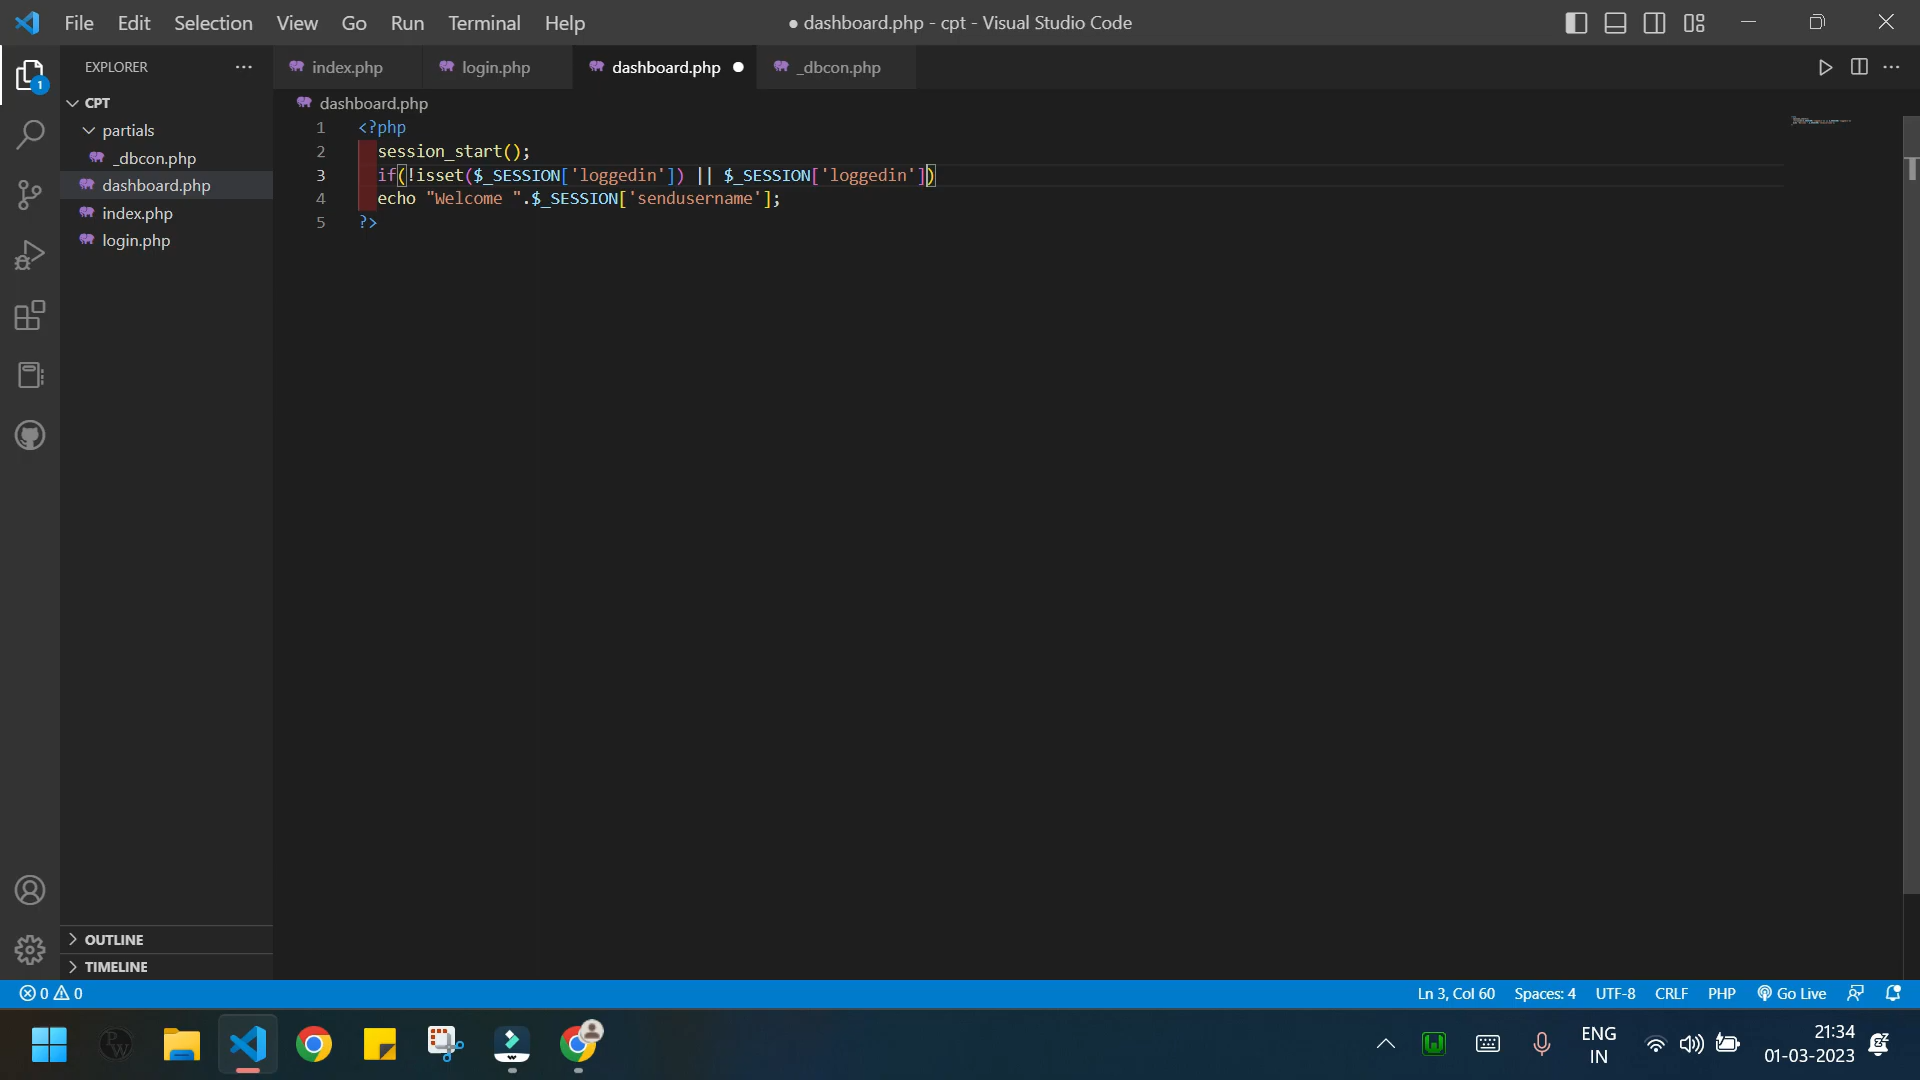 File Edit Selection View Go Run Terminal Help
● dashboard.php - cpt - Visual Studio Code
EXPLORER
index.php
login.php
dashboard.php
_dbcon.php
1
CPT
partials
_dbcon.php
dashboard.php
index.php
login.php
dashboard.php
1 <?php
2 session_start();
3 if(!isset($_SESSION['loggedin']) || $_SESSION['loggedin'])
4 echo "Welcome ".$_SESSION['sendusername'];
5 ?>
OUTLINE
TIMELINE
0 0
Ln 3, Col 60 Spaces: 4 UTF-8 CRLF PHP Go Live
PW
ENG
IN
21:34
01-03-2023